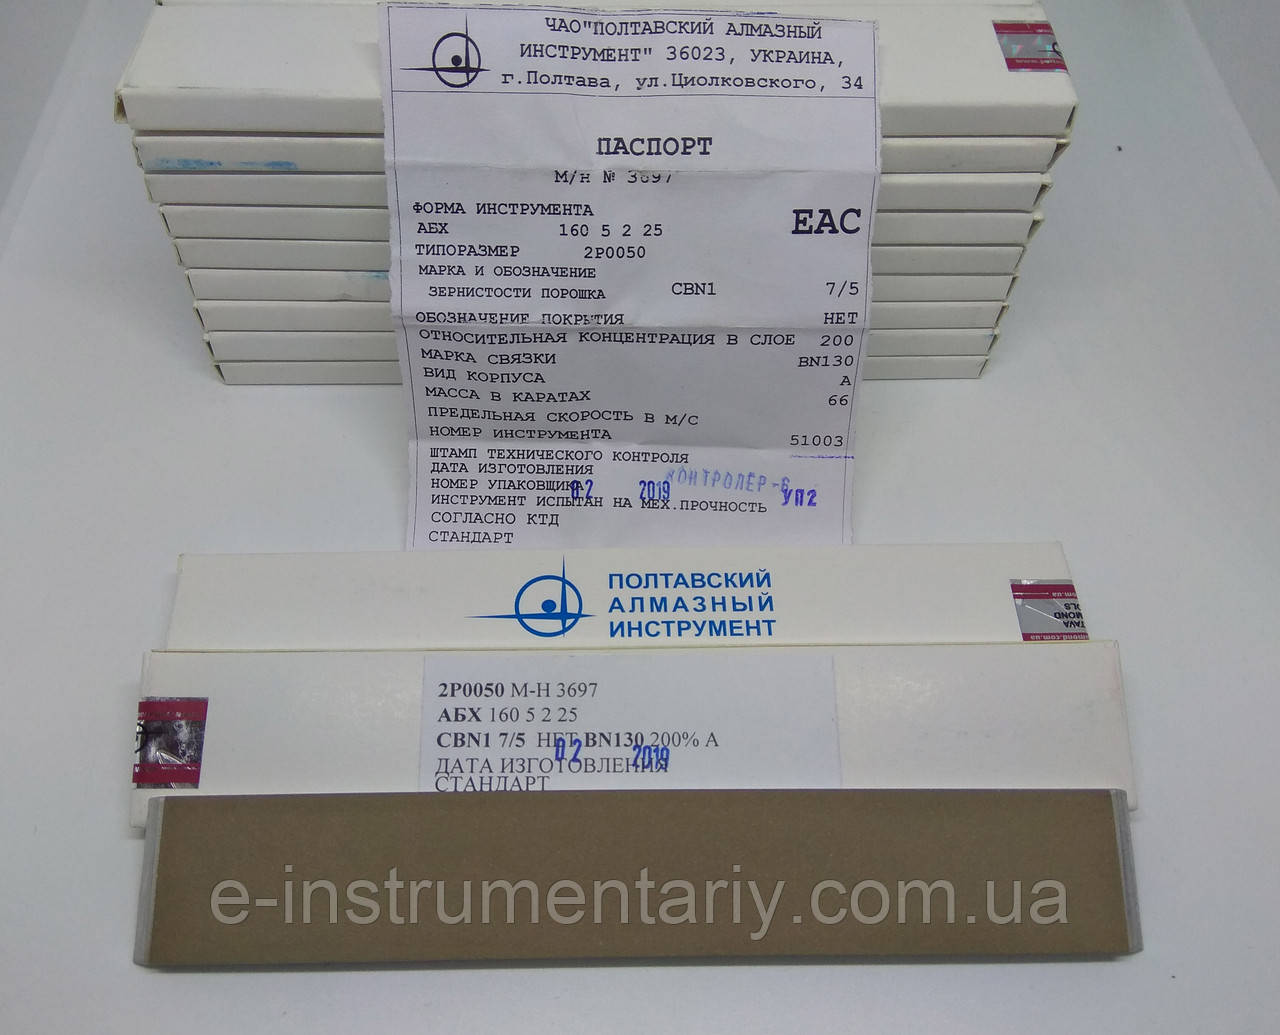 ЧАО"ПОЛТАВСКИЙ АЛМАЗНЫЙ
ИНСТРУМЕНТ" 36023, УКРАИНА,
г.Полтава, ул.Циолковского, 34
ПАСПОРТ
М/Н № 3697
ФОРМА ИНСТРУМЕНТА
ЕАС
АБХ 160 5 2 25
ТИПОРАЗМЕР 2Р0050
МАРКА И ОБОЗНАЧЕНИЕ
ЗЕРНИСТОСТИ ПОРОШКА CBN1 7/5
ОБОЗНАЧЕНИЕ ПОКРЫТИЯ НЕТ
ОТНОСИТЕЛЬНАЯ КОНЦЕНТРАЦИЯ В СЛОЕ 200
МАРКА СВЯЗКИ BN130
ВИД КОРПУСА А
МАССА В КАРАТАХ 66
ПРЕДЕЛЬНАЯ СКОРОСТЬ В М/С
НОМЕР ИНСТРУМЕНТА 51003
ШТАМП ТЕХНИЧЕСКОГО КОНТРОЛЯ
КОНТРОЛЁР-6
ДАТА ИЗГОТОВЛЕНИЯ
02 2019
НОМЕР УПАКОВЩИКА УП2
ИНСТРУМЕНТ ИСПЫТАН НА МЕХ.ПРОЧНОСТЬ
СОГЛАСНО КТД
СТАНДАРТ
ПОЛТАВСКИЙ
АЛМАЗНЫЙ
ИНСТРУМЕНТ
2Р0050 М-Н 3697
АБХ 160 5 2 25
CBN1 7/5 НЕТ BN130 200% А
02 2019
ДАТА ИЗГОТОВЛЕНИЯ
СТАНДАРТ
e-instrumentariy.com.ua